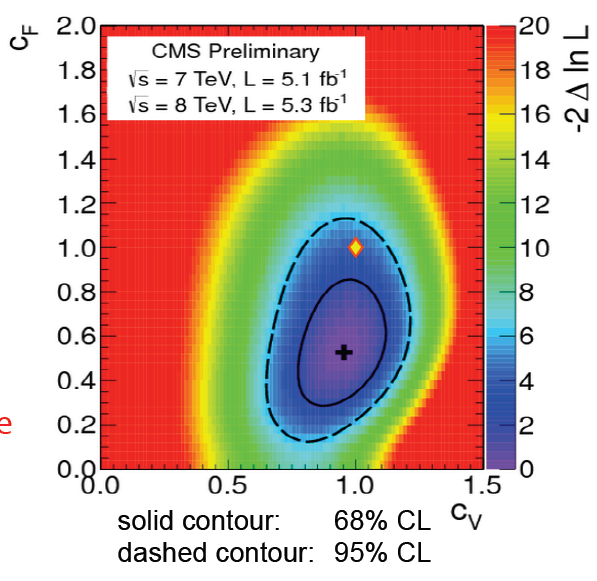 c_F
2.0
1.8
1.6
1.4
1.2
1.0
0.8
0.6
0.4
0.2
0.0
CMS Preliminary
√s = 7 TeV, L = 5.1 fb⁻¹
√s = 8 TeV, L = 5.3 fb⁻¹
20
18
16
14
12
10
8
6
4
2
0
-2 Δ ln L
e
0.0 0.5 1.0 1.5
c_V
solid contour: 68% CL
dashed contour: 95% CL